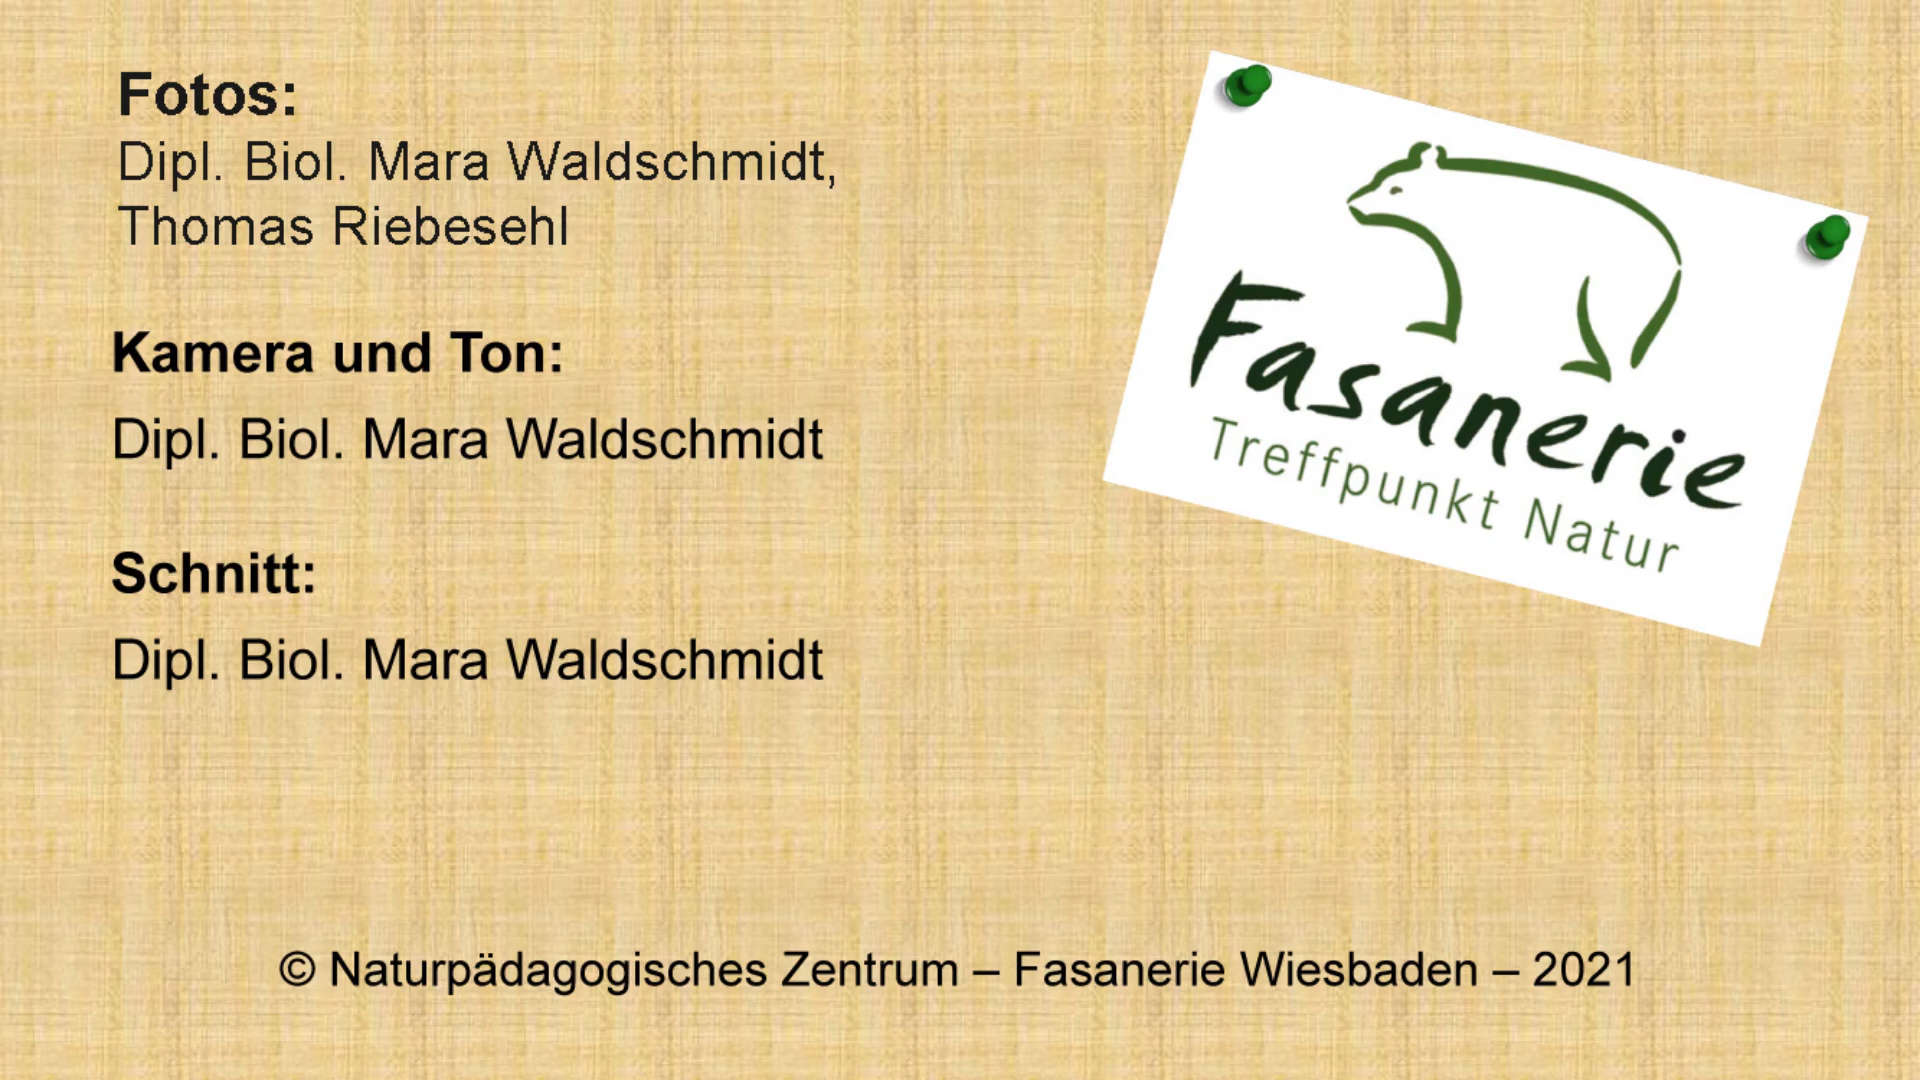 Fotos:
Dipl. Biol. Mara Waldschmidt,
Thomas Riebesehl
Kamera und Ton:
Dipl. Biol. Mara Waldschmidt
Schnitt:
Dipl. Biol. Mara Waldschmidt
Fasanerie
Treffpunkt Natur
© Naturpädagogisches Zentrum – Fasanerie Wiesbaden – 2021